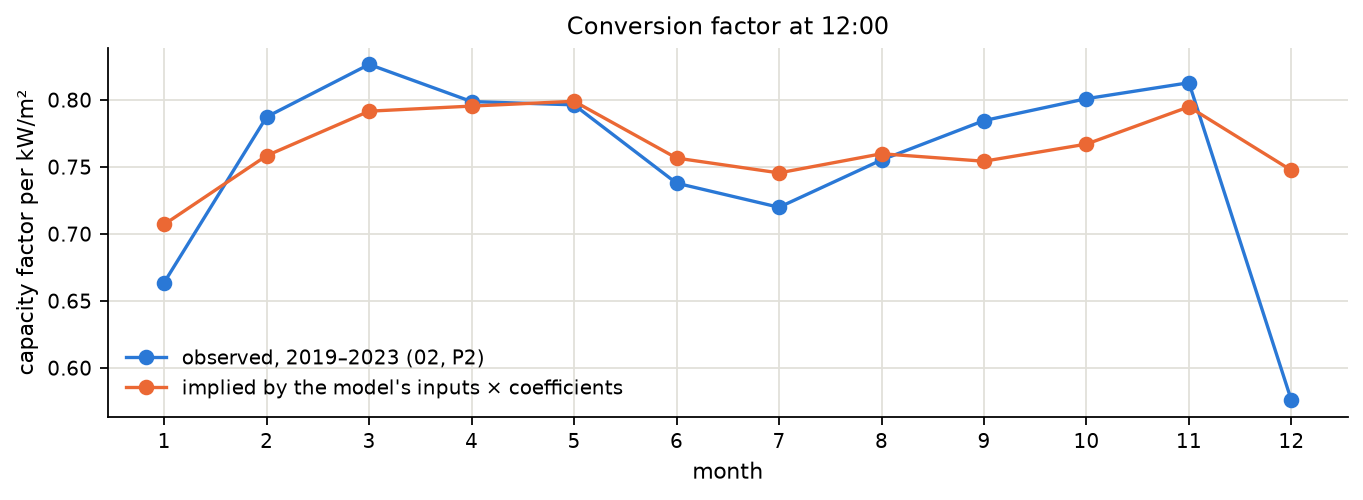 Conversion factor at 12:00
capacity factor per kW/m²
0.80
0.75
0.70
0.65
0.60
observed, 2019–2023 (02, P2)
implied by the model's inputs × coefficients
1 2 3 4 5 6 7 8 9 10 11 12
month